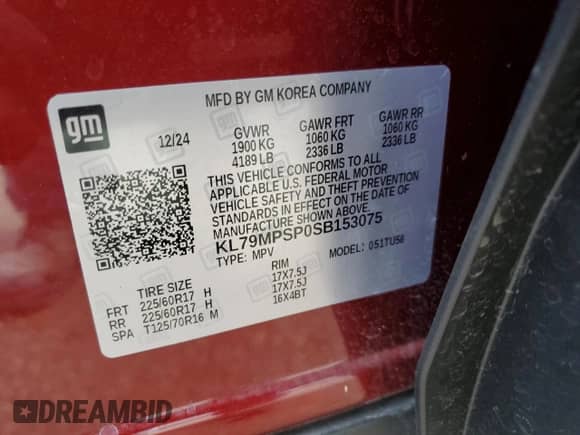 MFD BY GM KOREA COMPANY
gm
12/24 GVWR GAWR FRT GAWR RR
1900 KG 1060 KG 1060 KG
4189 LB 2336 LB 2336 LB
THIS VEHICLE CONFORMS TO ALL
APPLICABLE U.S. FEDERAL MOTOR
VEHICLE SAFETY AND THEFT PREVENTION
STANDARDS IN EFFECT ON THE DATE OF
MANUFACTURE SHOWN ABOVE.
KL79MPSP0SB153075
TYPE: MPV MODEL: 051TU56
TIRE SIZE RIM
FRT 225/60R17 H 17X7.5J
RR 225/60R17 H 17X7.5J
SPA T125/70R16 M 16X4BT
DREAMBID